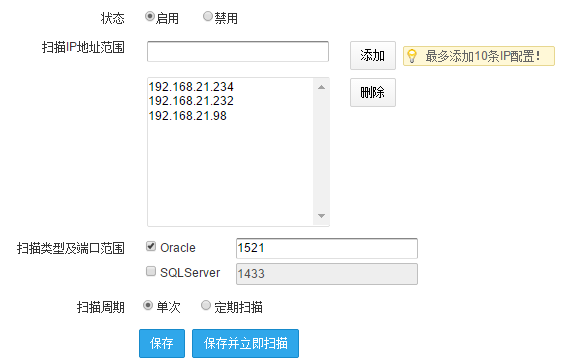 状态 启用 禁用
扫描IP地址范围 添加 最多添加10条IP配置！
192.168.21.234 删除
192.168.21.232
192.168.21.98
扫描类型及端口范围 Oracle 1521
SQLServer 1433
扫描周期 单次 定期扫描
保存 保存并立即扫描